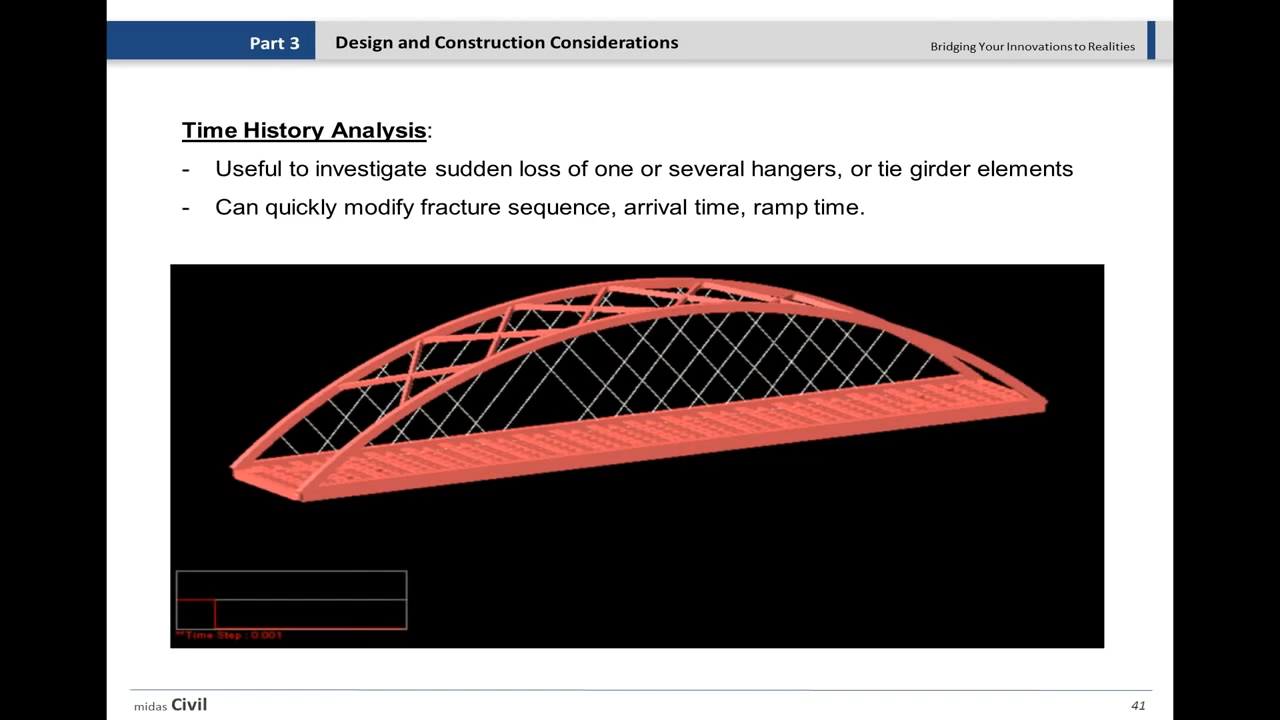 Part 3
Design and Construction Considerations
Bridging Your Innovations to Realities
Time History Analysis:
- Useful to investigate sudden loss of one or several hangers, or tie girder elements
- Can quickly modify fracture sequence, arrival time, ramp time.
**Time Step : 0.001
midas Civil
41